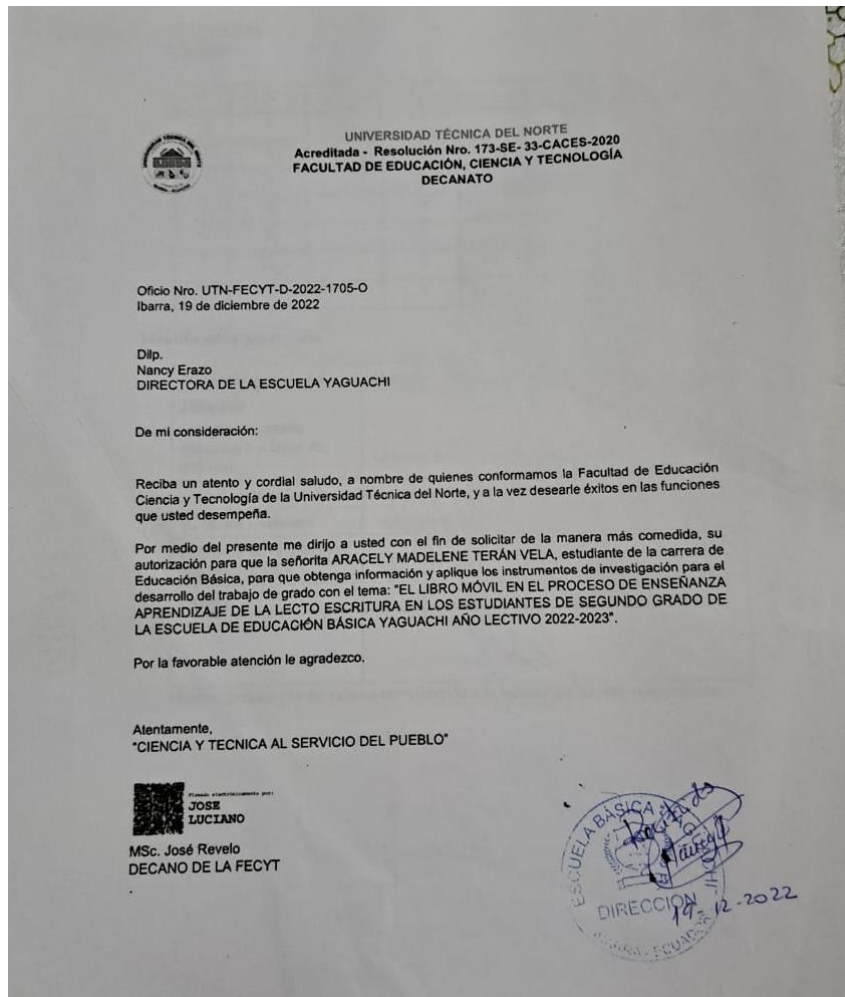 UNIVERSIDAD TÉCNICA DEL NORTE
Acreditada - Resolución Nro. 173-SE- 33-CACES-2020
FACULTAD DE EDUCACIÓN, CIENCIA Y TECNOLOGÍA
DECANATO
Oficio Nro. UTN-FECYT-D-2022-1705-O
Ibarra, 19 de diciembre de 2022
Dilp.
Nancy Erazo
DIRECTORA DE LA ESCUELA YAGUACHI
De mi consideración:
Reciba un atento y cordial saludo, a nombre de quienes conformamos la Facultad de Educación
Ciencia y Tecnología de la Universidad Técnica del Norte, y a la vez desearle éxitos en las funciones
que usted desempeña.
Por medio del presente me dirijo a usted con el fin de solicitar de la manera más comedida, su
autorización para que la señorita ARACELY MADELENE TERÁN VELA, estudiante de la carrera de
Educación Básica, para que obtenga información y aplique los instrumentos de investigación para el
desarrollo del trabajo de grado con el tema: "EL LIBRO MÓVIL EN EL PROCESO DE ENSEÑANZA
APRENDIZAJE DE LA LECTO ESCRITURA EN LOS ESTUDIANTES DE SEGUNDO GRADO DE
LA ESCUELA DE EDUCACIÓN BÁSICA YAGUACHI AÑO LECTIVO 2022-2023".
Por la favorable atención le agradezco.
Atentamente,
"CIENCIA Y TECNICA AL SERVICIO DEL PUEBLO"
Firmado electrónicamente por:
JOSE
LUCIANO
MSc. José Revelo
DECANO DE LA FECYT
ESCUELA BÁSICA
DIRECCION
ECUADOR
19-12-2022